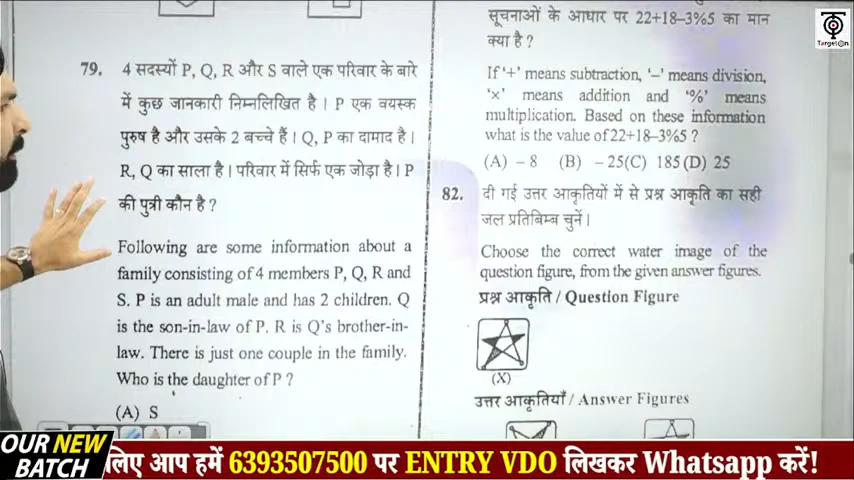 79. 4 सदस्यों P, Q, R और S वाले एक परिवार के बारे
में कुछ जानकारी निम्नलिखित है। P एक वयस्क
पुरुष है और उसके 2 बच्चे हैं। Q, P का दामाद है।
R, Q का साला है। परिवार में सिर्फ एक जोड़ा है। P
की पुत्री कौन है ?
Following are some information about a
family consisting of 4 members P, Q, R and
S. P is an adult male and has 2 children. Q
is the son-in-law of P. R is Q's brother-in-
law. There is just one couple in the family.
Who is the daughter of P ?
(A) S
सूचनाओं के आधार पर 22+18–3%5 का मान
क्या है ?
If '+' means subtraction, '–' means division,
'×' means addition and '%' means
multiplication. Based on these information
what is the value of 22+18–3%5 ?
(A) – 8 (B) – 25(C) 185 (D) 25
82. दी गई उत्तर आकृतियों में से प्रश्न आकृति का सही
जल प्रतिबिम्ब चुनें।
Choose the correct water image of the
question figure, from the given answer figures.
प्रश्न आकृति / Question Figure
(X)
उत्तर आकृतियाँ / Answer Figures
Target On
OUR NEW
BATCH
लिए आप हमें 6393507500 पर ENTRY VDO लिखकर Whatsapp करें!